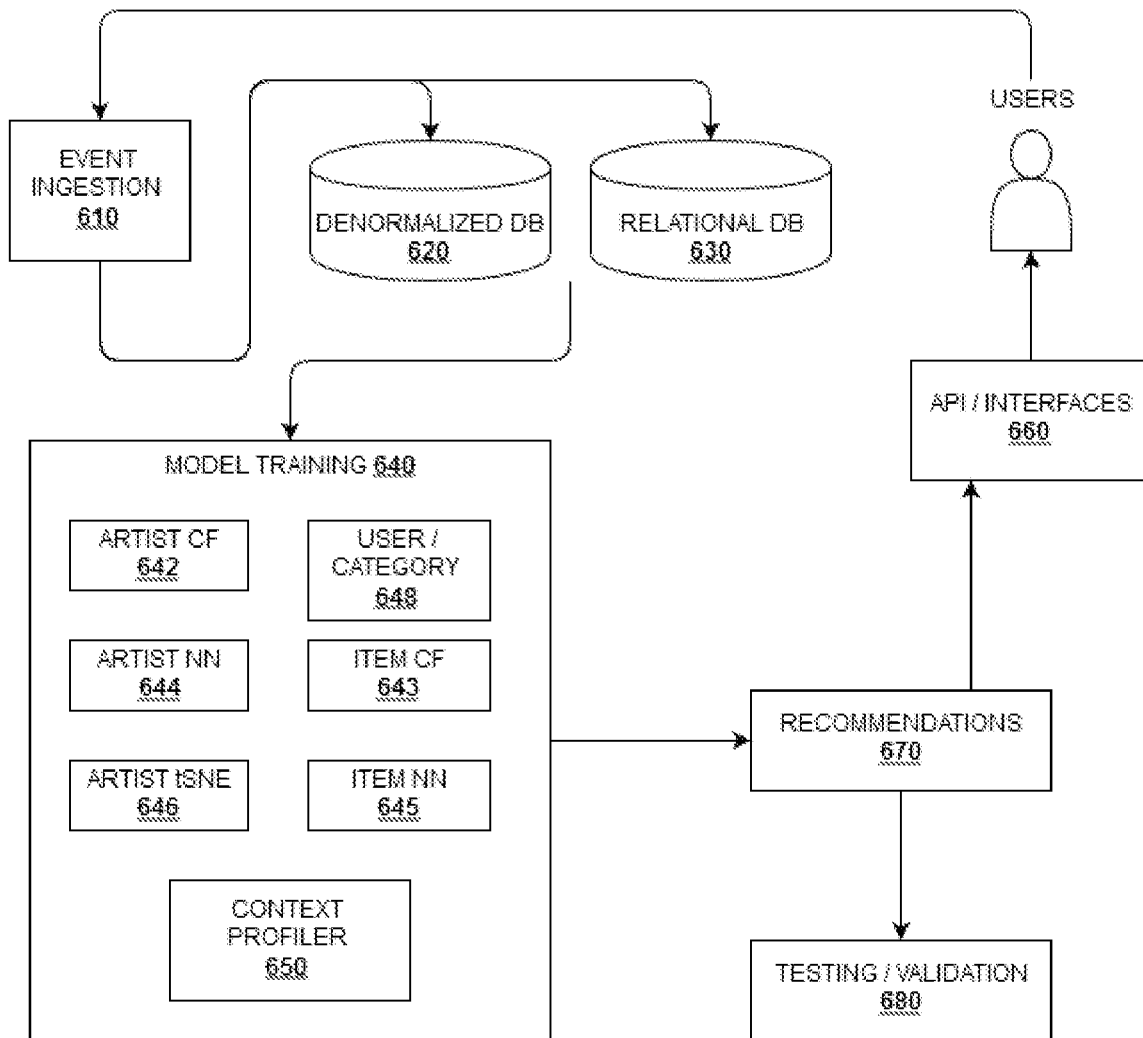 USERS
EVENT
INGESTION
610
DENORMALIZED DB
620
RELATIONAL DB
630
API / INTERFACES
660
MODEL TRAINING 640
ARTIST CF
642
USER /
CATEGORY
648
ARTIST NN
644
ITEM CF
643
ARTIST tSNE
646
ITEM NN
645
CONTEXT
PROFILER
650
RECOMMENDATIONS
670
TESTING / VALIDATION
680